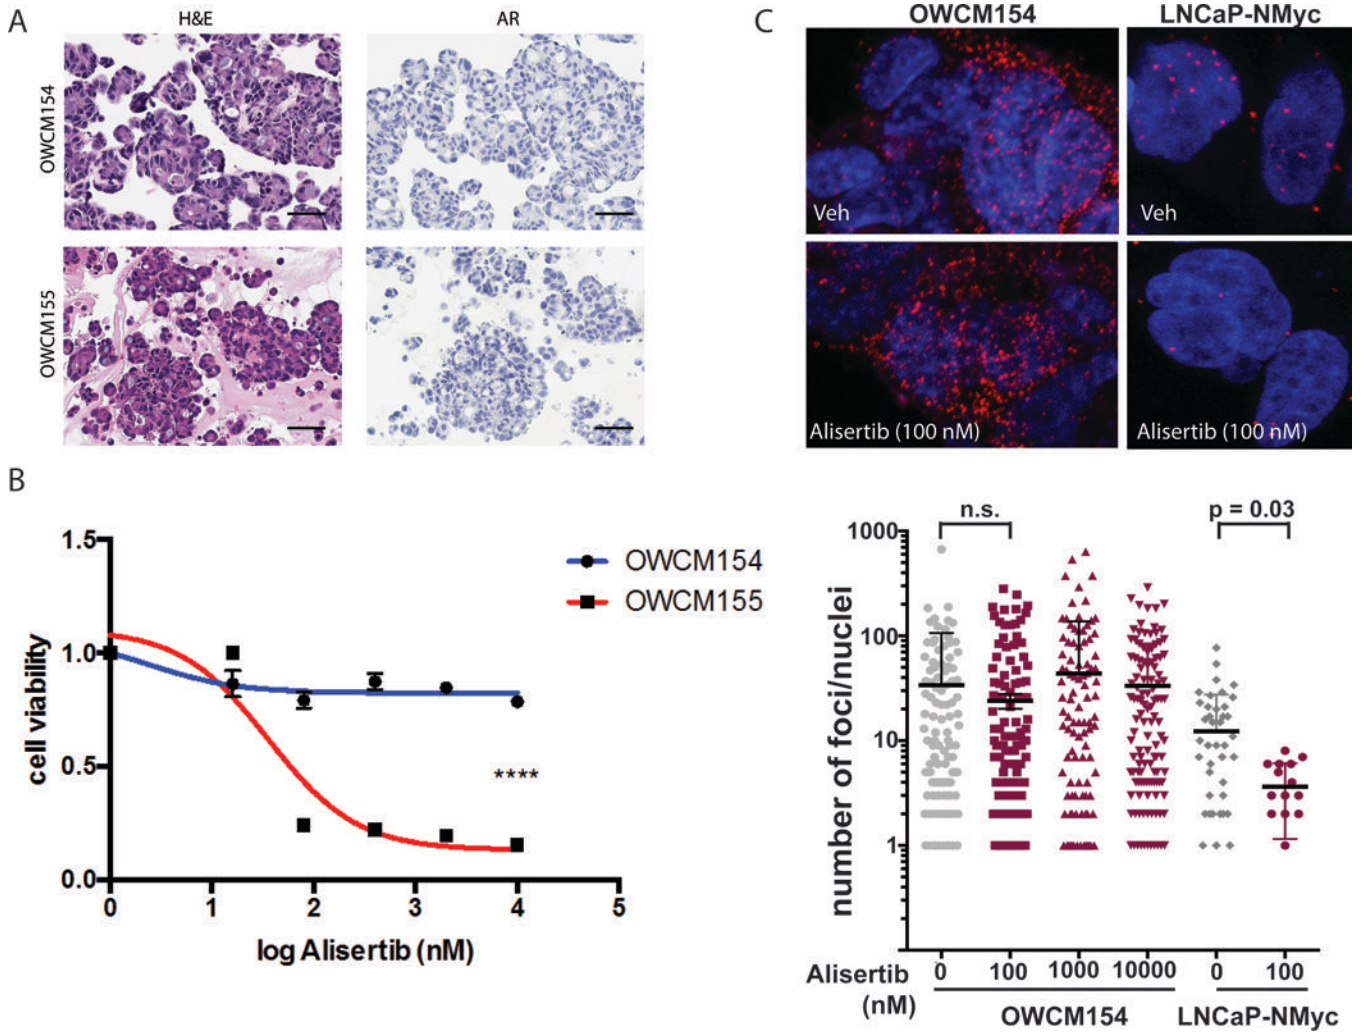 A
H&E
AR
OWCM154
OWCM155
B
1.5
1.0
0.5
0.0
cell viability
0
1
2
3
4
5
log Alisertib (nM)
OWCM154
OWCM155
****
C
OWCM154
LNCaP-NMyc
Veh
Veh
Alisertib (100 nM)
Alisertib (100 nM)
n.s.
p = 0.03
1000
100
10
1
number of foci/nuclei
Alisertib
(nM)
0
100
1000
10000
0
100
OWCM154
LNCaP-NMyc